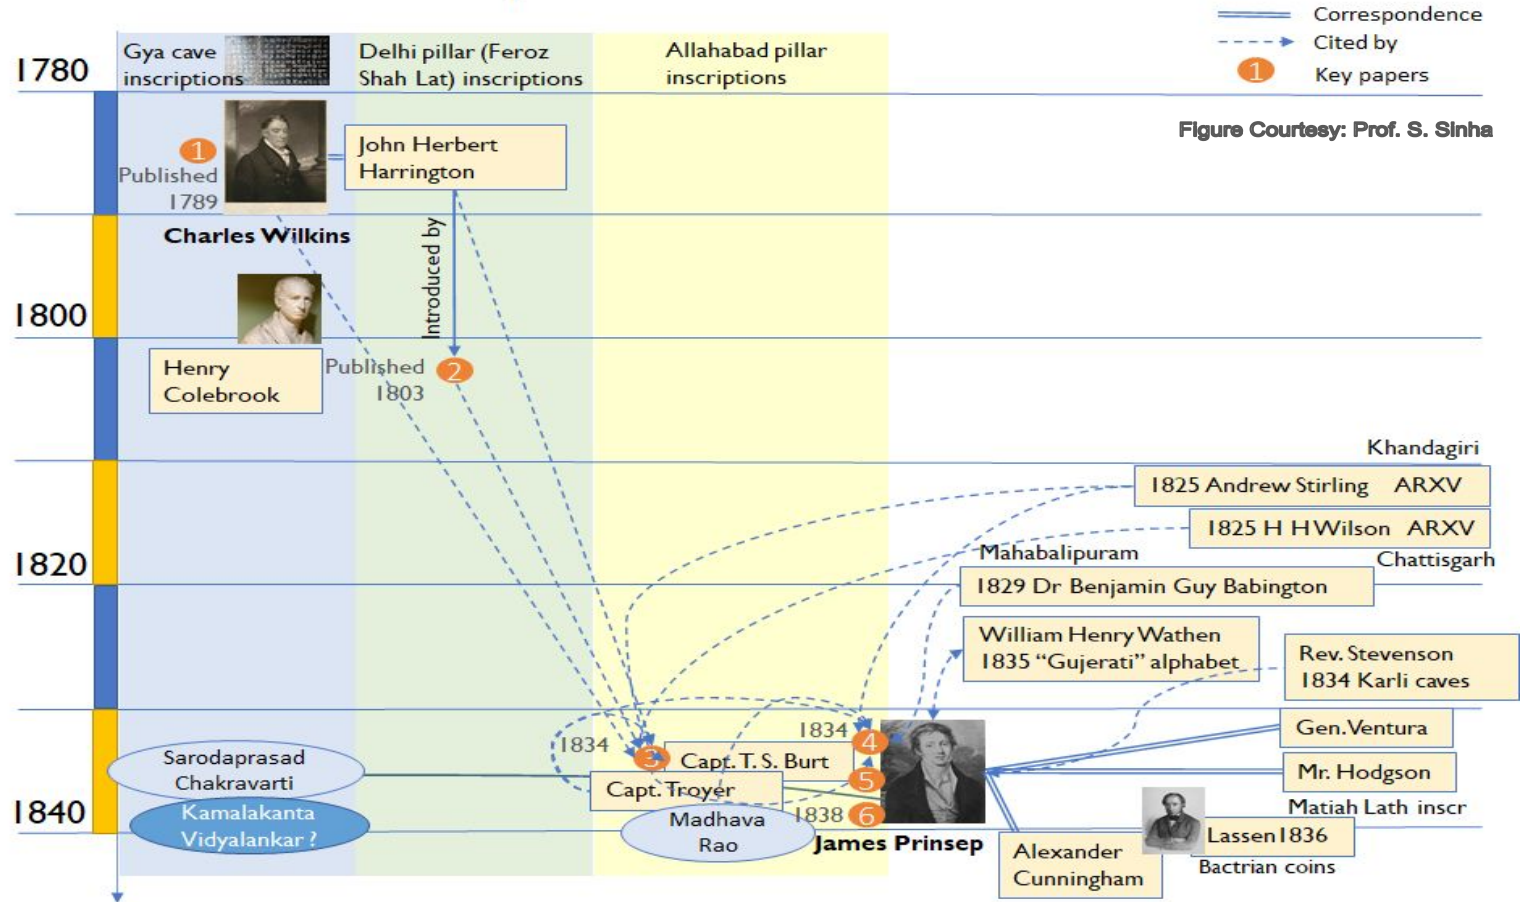 Correspondence
Cited by
1 Key papers
Figure Courtesy: Prof. S. Sinha
Gya cave
inscriptions
Delhi pillar (Feroz
Shah Lat) inscriptions
Allahabad pillar
inscriptions
1780
1
Published
1789
John Herbert
Harrington
Charles Wilkins
Introduced by
1800
Henry
Colebrook
Published
1803
2
Khandagiri
1825 Andrew Stirling ARXV
1825 H H Wilson ARXV
Chattisgarh
1820
Mahabalipuram
1829 Dr Benjamin Guy Babington
William Henry Wathen
1835 “Gujerati” alphabet
Rev. Stevenson
1834 Karli caves
Gen. Ventura
1834
3
1834
4
Capt. T. S. Burt
Sarodaprasad
Chakravarti
Capt. Troyer
5
Mr. Hodgson
Matiah Lath inscr
1840
Kamalakanta
Vidyalankar ?
Madhava
Rao
1838
6
James Prinsep
Lassen 1836
Bactrian coins
Alexander
Cunningham